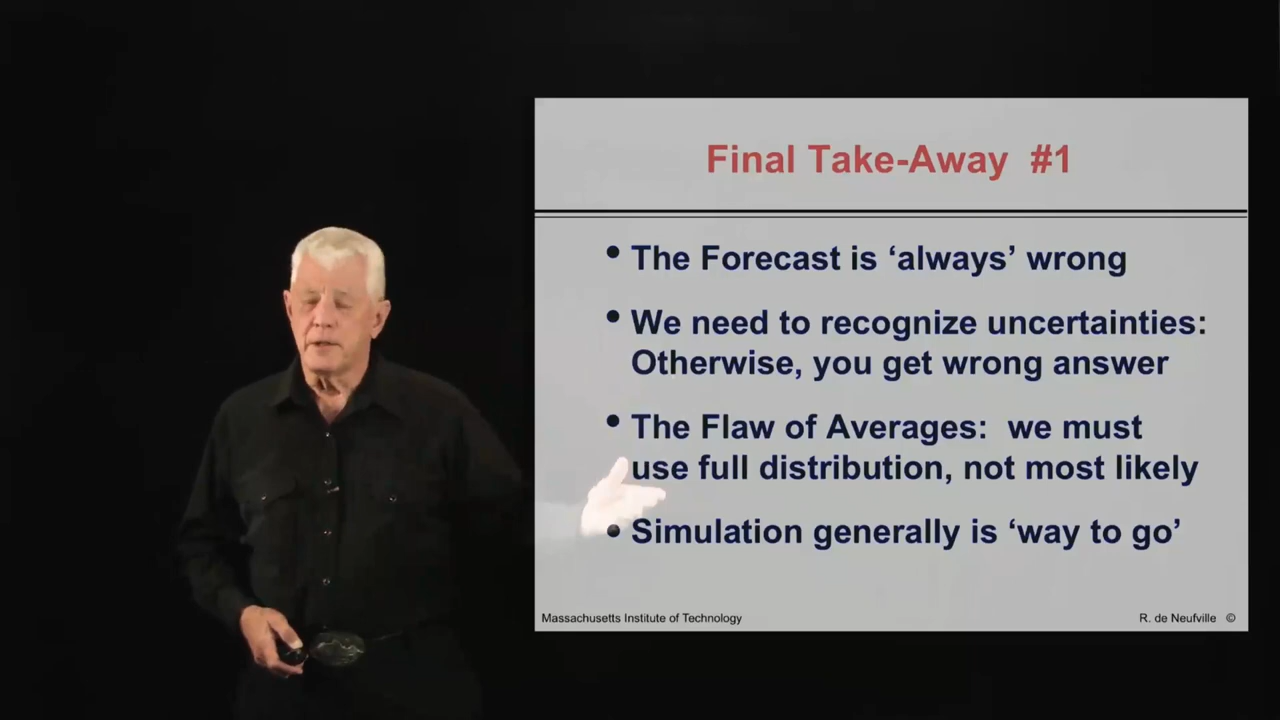 Final Take-Away #1
• The Forecast is ‘always’ wrong
• We need to recognize uncertainties:
Otherwise, you get wrong answer
• The Flaw of Averages: we must
use full distribution, not most likely
• Simulation generally is ‘way to go’
Massachusetts Institute of Technology
R. de Neufville ©